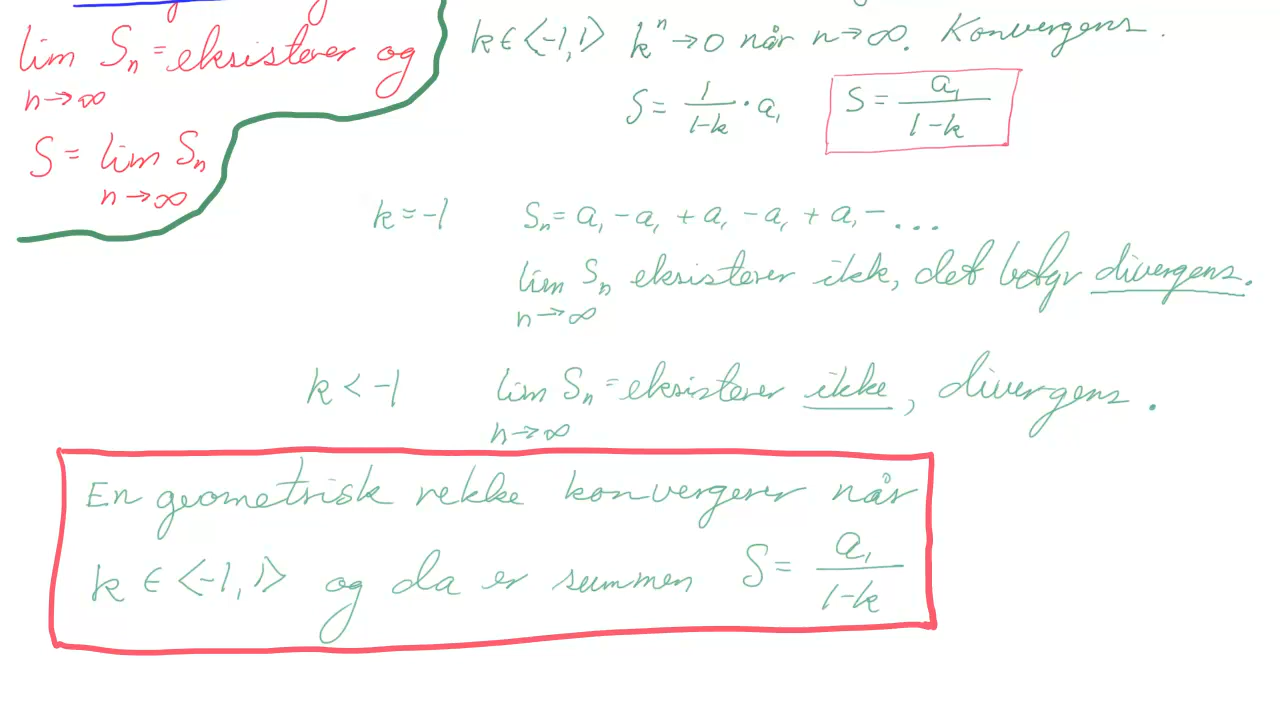 lim Sₙ = eksisterer og
n→∞
S = lim Sₙ
n→∞
k ∈ ⟨-1, 1⟩ kⁿ → 0 når n → ∞. Konvergens.
S = 1/(1-k) · a₁ S = a₁/(1-k)
k = -1 Sₙ = a₁ - a₁ + a₁ - a₁ + a₁ - ...
lim Sₙ eksisterer ikk, det betyr divergens.
n→∞
k < -1 lim Sₙ = eksisterer ikke, divergens.
n→∞
En geometrisk rekke konvergerer når
k ∈ ⟨-1, 1⟩ og da er summen S = a₁/(1-k)